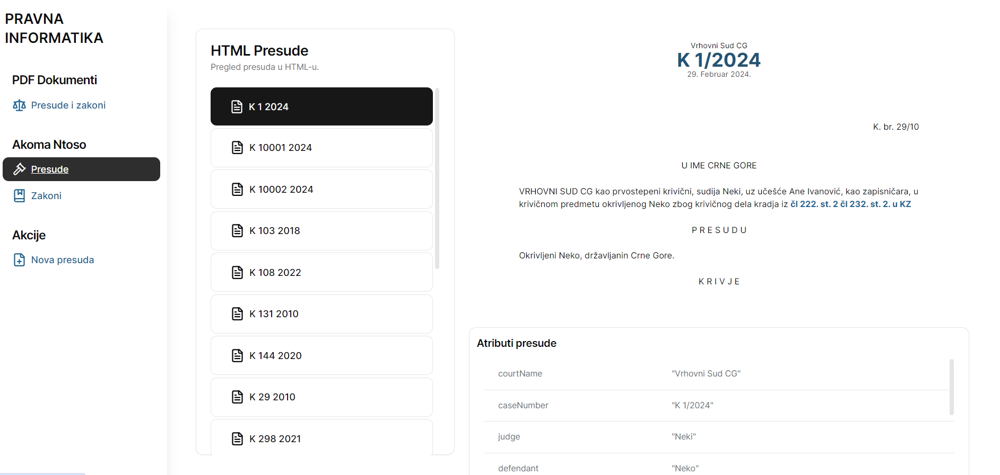 PRAVNA
INFORMATIKA
PDF Dokumenti
Presude i zakoni
Akoma Ntoso
Presude
Zakoni
Akcije
Nova presuda
HTML Presude
Pregled presuda u HTML-u.
K 1 2024
K 10001 2024
K 10002 2024
K 103 2018
K 108 2022
K 131 2010
K 144 2020
K 29 2010
K 298 2021
Vrhovni Sud CG
K 1/2024
29. Februar 2024.
K. br. 29/10
U IME CRNE GORE
VRHOVNI SUD CG kao prvostepeni krivični, sudija Neki, uz učešće Ane Ivanović, kao zapisničara, u
krivičnom predmetu okrivljenog Neko zbog krivičnog dela kradja iz čl 222. st. 2 čl 232. st. 2. u KZ
P R E S U D U
Okrivljeni Neko, državljanin Crne Gore.
K R I V J E
Atributi presude
courtName "Vrhovni Sud CG"
caseNumber "K 1/2024"
judge "Neki"
defendant "Neko"